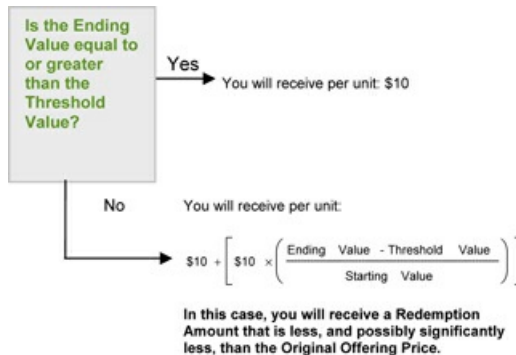 Is the Ending
Value equal to
or greater
than the
Threshold
Value?
Yes
You will receive per unit: $10
No
You will receive per unit:
$10 + [ $10 × ( Ending Value - Threshold Value
Starting Value ) ]
In this case, you will receive a Redemption
Amount that is less, and possibly significantly
less, than the Original Offering Price.